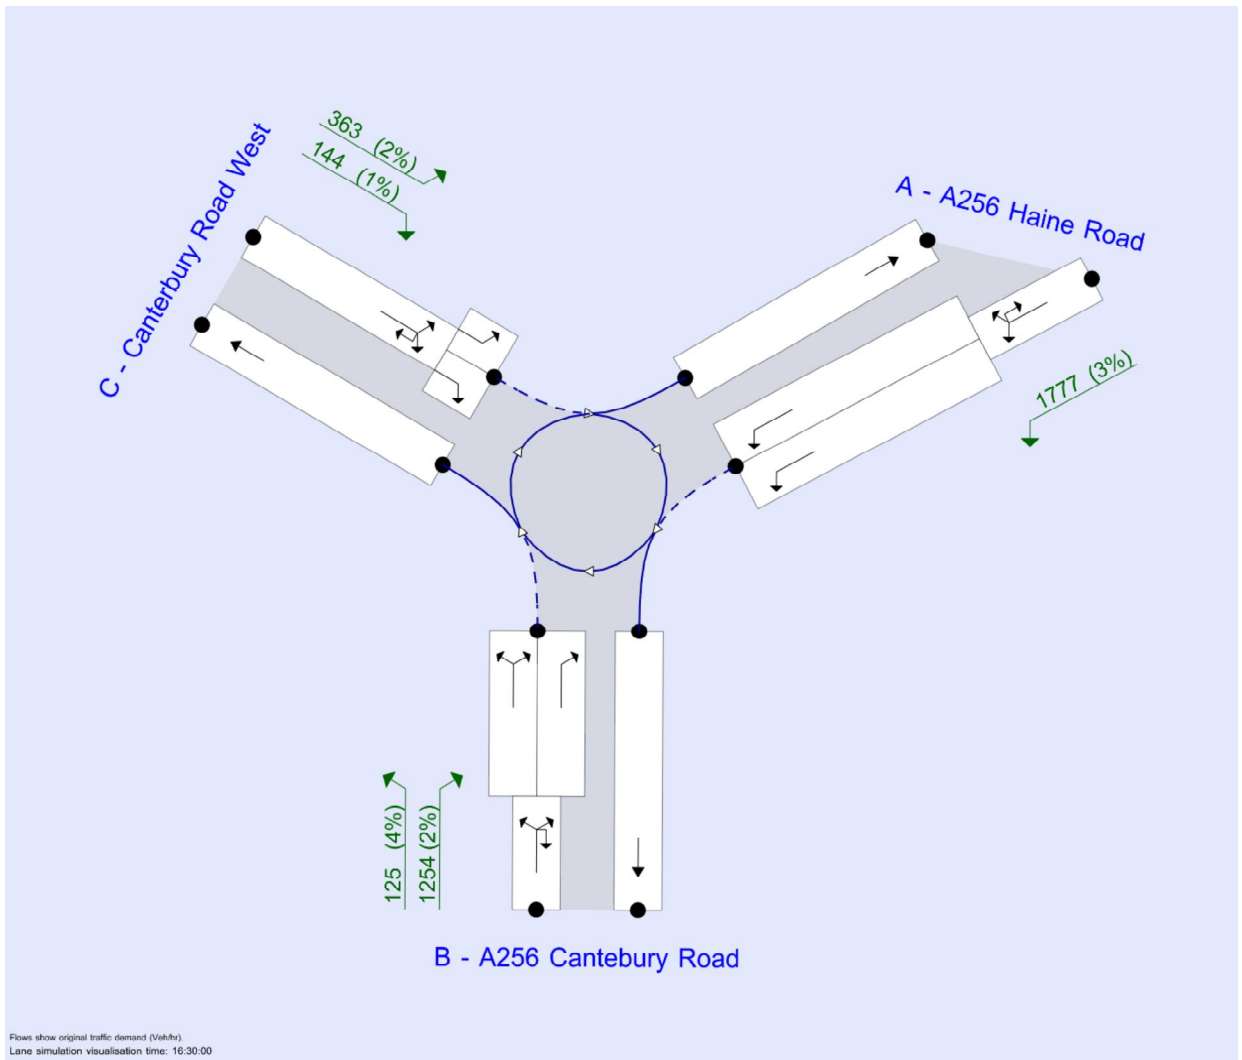 363 (2%)
144 (1%)
C - Canterbury Road West
A - A256 Haine Road
1777 (3%)
125 (4%)
1254 (2%)
B - A256 Cantebury Road
Flows show original traffic demand (Veh/hr).
Lane simulation visualisation time: 16:30:00